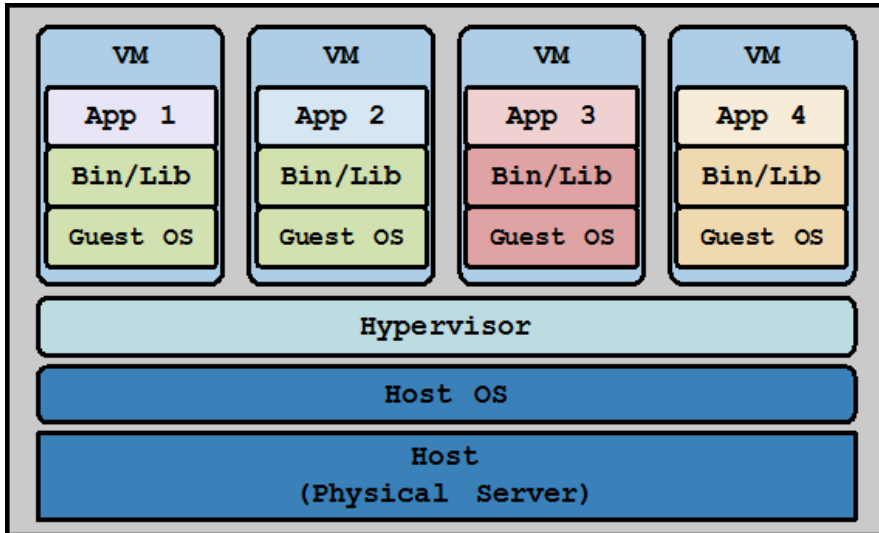 VM VM VM VM
App 1 App 2 App 3 App 4
Bin/Lib Bin/Lib Bin/Lib Bin/Lib
Guest OS Guest OS Guest OS Guest OS
Hypervisor
Host OS
Host
(Physical Server)